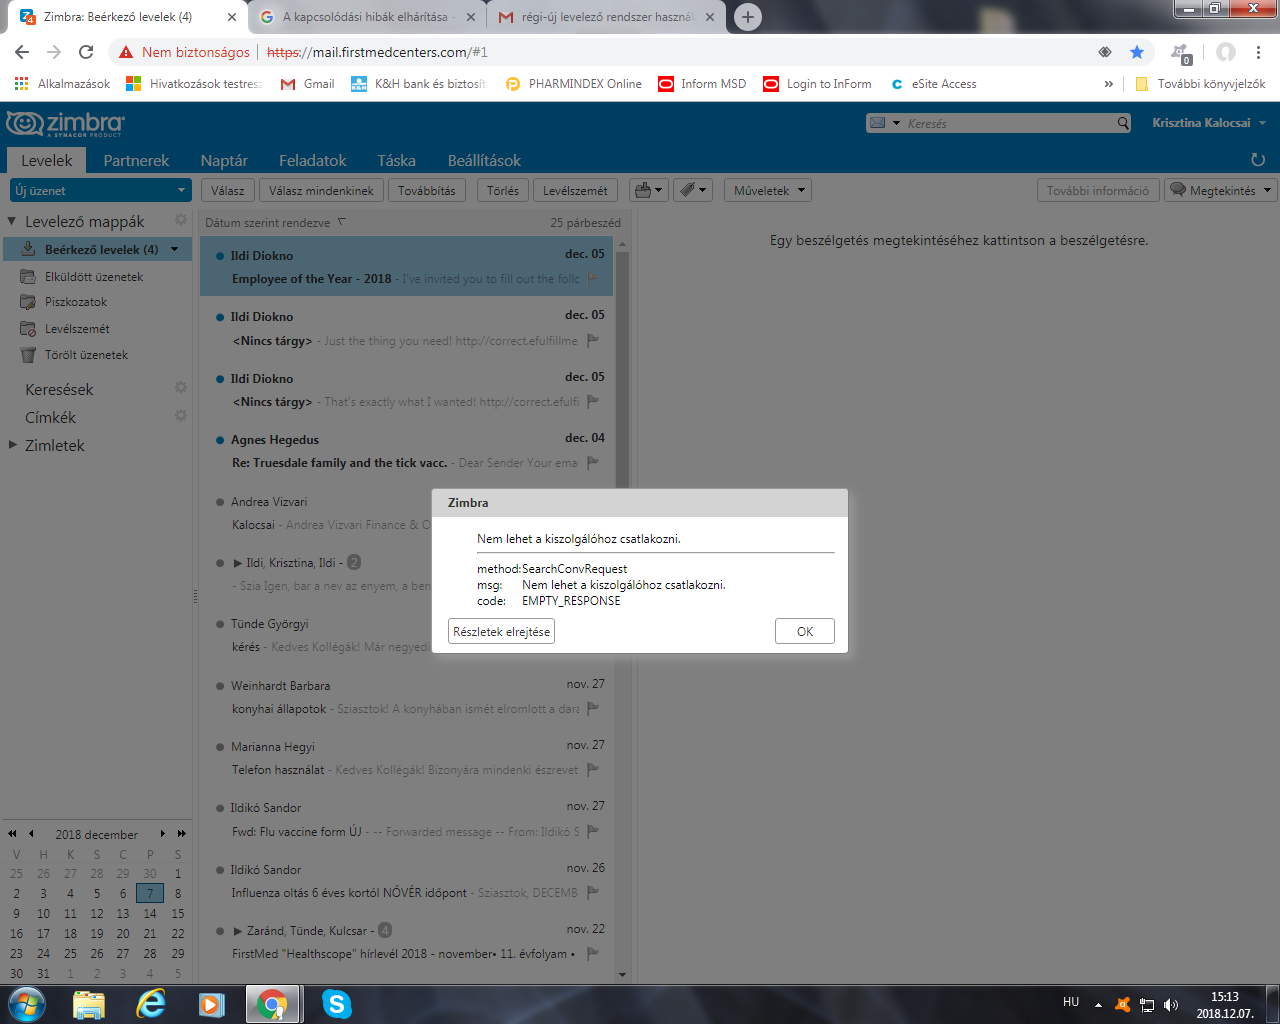 Zimbra: Beérkező levelek (4)
A kapcsolódási hibák elhárítása -
régi-új levelező rendszer használ
Nem biztonságos
https://mail.firstmedcenters.com/#1
0
Alkalmazások
Hivatkozások testresz
Gmail
K&H bank és biztosít
PHARMINDEX Online
Inform MSD
Login to InForm
eSite Access
»
További könyvjelzők
zimbra
A SYNACOR PRODUCT
Keresés
Krisztina Kalocsai
Levelek
Partnerek
Naptár
Feladatok
Táska
Beállítások
Új üzenet
Válasz
Válasz mindenkinek
Továbbítás
Törlés
Levélszemét
Műveletek
További információ
Megtekintés
Levelező mappák
Beérkező levelek (4)
Elküldött üzenetek
Piszkozatok
Levélszemét
Törölt üzenetek
Keresések
Címkék
Zimletek
Dátum szerint rendezve
25 párbeszéd
Ildi Diokno dec. 05
Employee of the Year - 2018 - I've invited you to fill out the follo
Ildi Diokno dec. 05
<Nincs tárgy> - Just the thing you need! http://correct.efulfillme
Ildi Diokno dec. 05
<Nincs tárgy> - That's exactly what I wanted! http://correct.efulfi
Agnes Hegedus dec. 04
Re: Truesdale family and the tick vacc. - Dear Sender Your ema
Andrea Vizvari
Kalocsai - Andrea Vizvari Finance & O
Ildi, Krisztina, Ildi - 2
- Szia Igen, bar a nev az enyem, a ben
Tünde Györgyi
kérés - Kedves Kollégák! Már negyedi
Weinhardt Barbara nov. 27
konyhai állapotok - Sziasztok! A konyhában ismét elromlott a dará
Marianna Hegyi nov. 27
Telefon használat - Kedves Kollégák! Bizonyára mindenki észrevet
Ildikó Sandor nov. 27
Fwd: Flu vaccine form ÚJ - -- Forwarded message -- From: Ildikó S
Ildikó Sandor nov. 26
Influenza oltás 6 éves kortól NŐVÉR időpont - Sziasztok, DECEMB
Zaránd, Tünde, Kulcsar - 4 nov. 22
FirstMed "Healthscope" hírlevél 2018 - november• 11. évfolyam •
Egy beszélgetés megtekintéséhez kattintson a beszélgetésre.
Zimbra
Nem lehet a kiszolgálóhoz csatlakozni.
method: SearchConvRequest
msg: Nem lehet a kiszolgálóhoz csatlakozni.
code: EMPTY_RESPONSE
Részletek elrejtése
OK
2018 december
V H K S C P S
25 26 27 28 29 30 1
2 3 4 5 6 7 8
9 10 11 12 13 14 15
16 17 18 19 20 21 22
23 24 25 26 27 28 29
30 31 1 2 3 4 5
HU
15:13
2018.12.07.